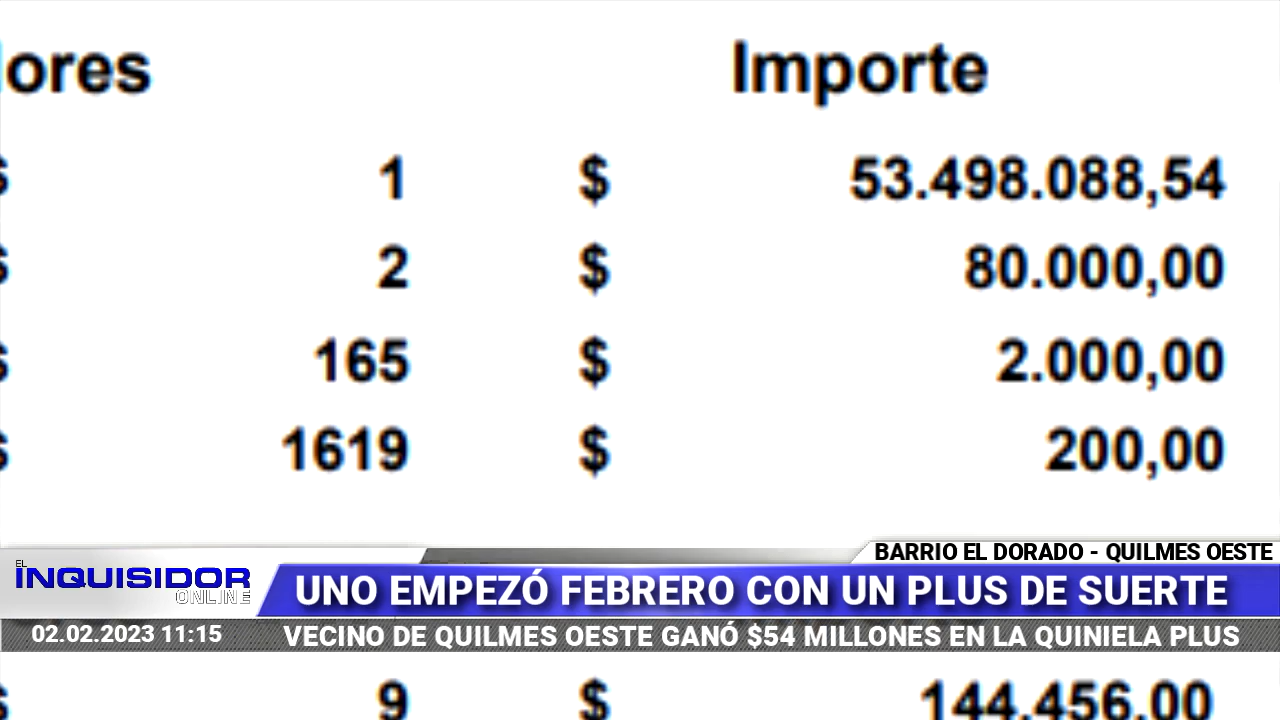 lores Importe
1 $ 53.498.088,54
2 $ 80.000,00
165 $ 2.000,00
1619 $ 200,00
BARRIO EL DORADO - QUILMES OESTE
EL
INQUISIDOR
ONLINE
UNO EMPEZÓ FEBRERO CON UN PLUS DE SUERTE
02.02.2023 11:15
VECINO DE QUILMES OESTE GANÓ $54 MILLONES EN LA QUINIELA PLUS
9 $ 144.456,00